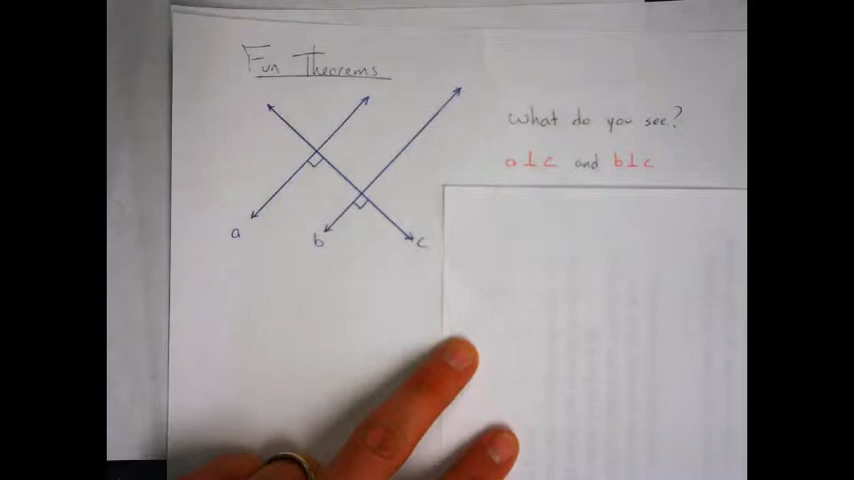 Fun Theorems
What do you see?
a ⊥ c and b ⊥ c
a
b
c